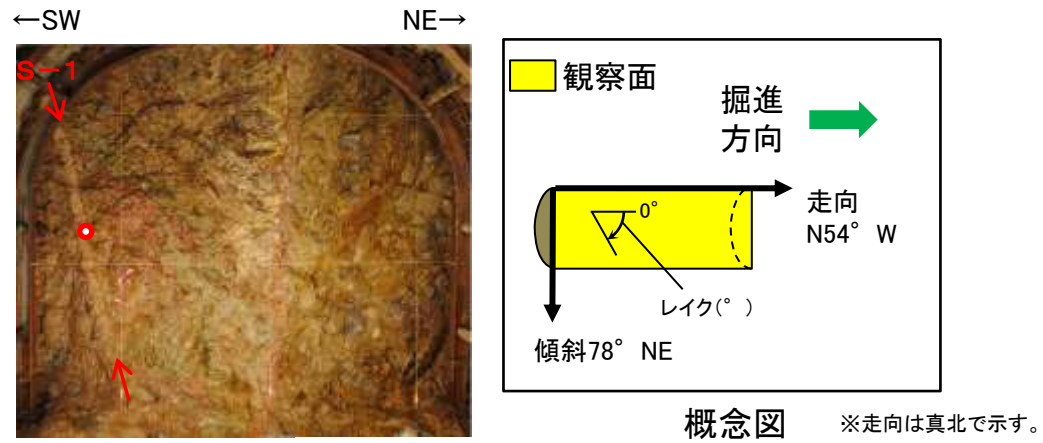 ←SW
NE→
S-1
観察面
掘進
方向
0°
走向
N54°W
レイク(°)
傾斜78°NE
概念図
※走向は真北で示す。